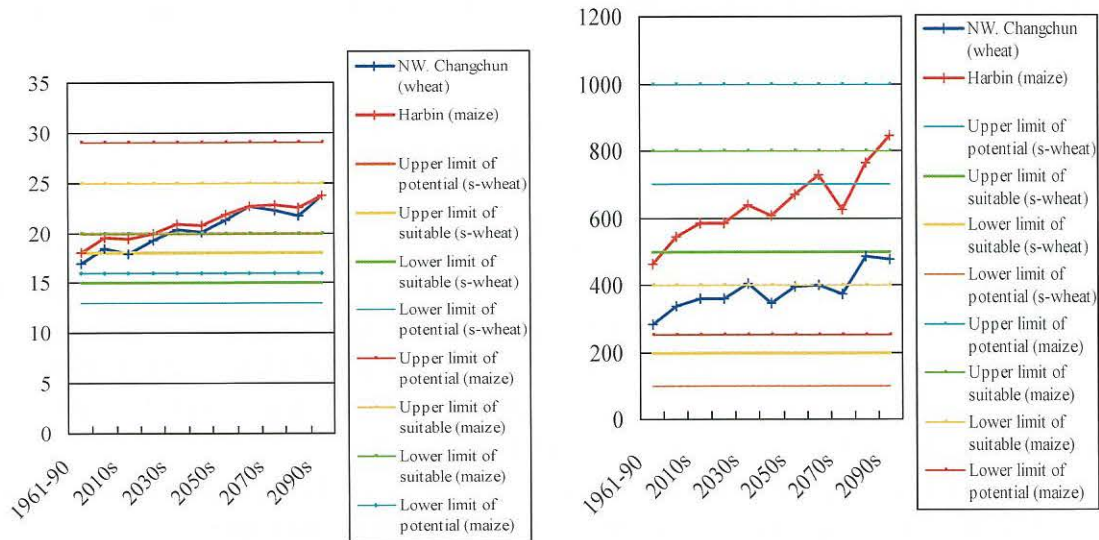 35
30
25
20
15
10
5
0
1961-90
2010s
2030s
2050s
2070s
2090s
NW. Changchun
(wheat)
Harbin (maize)
Upper limit of
potential (s-wheat)
Upper limit of
suitable (s-wheat)
Lower limit of
suitable (s-wheat)
Lower limit of
potential (s-wheat)
Upper limit of
potential (maize)
Upper limit of
suitable (maize)
Lower limit of
suitable (maize)
Lower limit of
potential (maize)
1200
1000
800
600
400
200
0
1961-90
2010s
2030s
2050s
2070s
2090s
NW. Changchun
(wheat)
Harbin (maize)
Upper limit of
potential (s-wheat)
Upper limit of
suitable (s-wheat)
Lower limit of
suitable (s-wheat)
Lower limit of
potential (s-wheat)
Upper limit of
potential (maize)
Upper limit of
suitable (maize)
Lower limit of
suitable (maize)
Lower limit of
potential (maize)